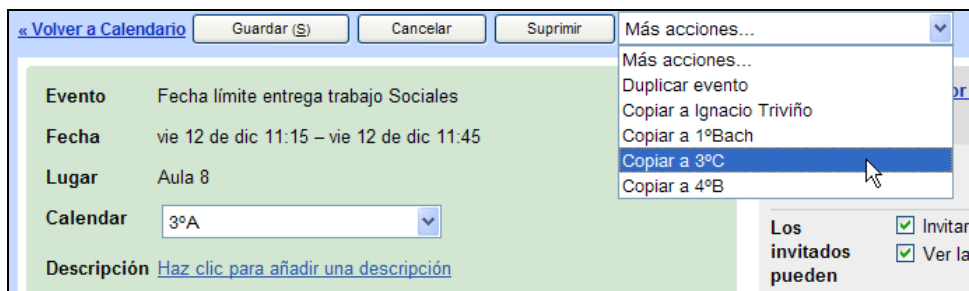 « Volver a Calendario Guardar (S) Cancelar Suprimir Más acciones...
Más acciones...
Duplicar evento
Copiar a Ignacio Triviño
Copiar a 1ºBach
Copiar a 3ºC
Copiar a 4ºB
Evento Fecha límite entrega trabajo Sociales
Fecha vie 12 de dic 11:15 – vie 12 de dic 11:45
Lugar Aula 8
Calendar 3ºA
Descripción Haz clic para añadir una descripción
Los invitados pueden
Ver la